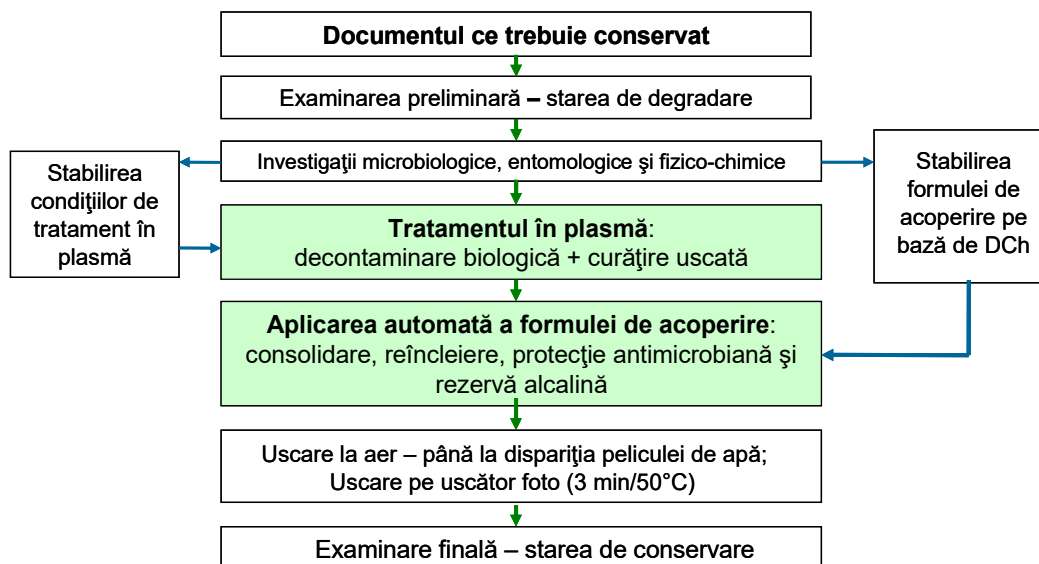 Documentul ce trebuie conservat
Examinarea preliminară – starea de degradare
Investigaţii microbiologice, entomologice şi fizico-chimice
Stabilirea
condiţiilor de
tratament în
plasmă
Stabilirea
formulei de
acoperire pe
bază de DCh
Tratamentul în plasmă:
decontaminare biologică + curăţire uscată
Aplicarea automată a formulei de acoperire:
consolidare, reîncleiere, protecţie antimicrobiană şi
rezervă alcalină
Uscare la aer – până la dispariţia peliculei de apă;
Uscare pe uscător foto (3 min/50°C)
Examinare finală – starea de conservare